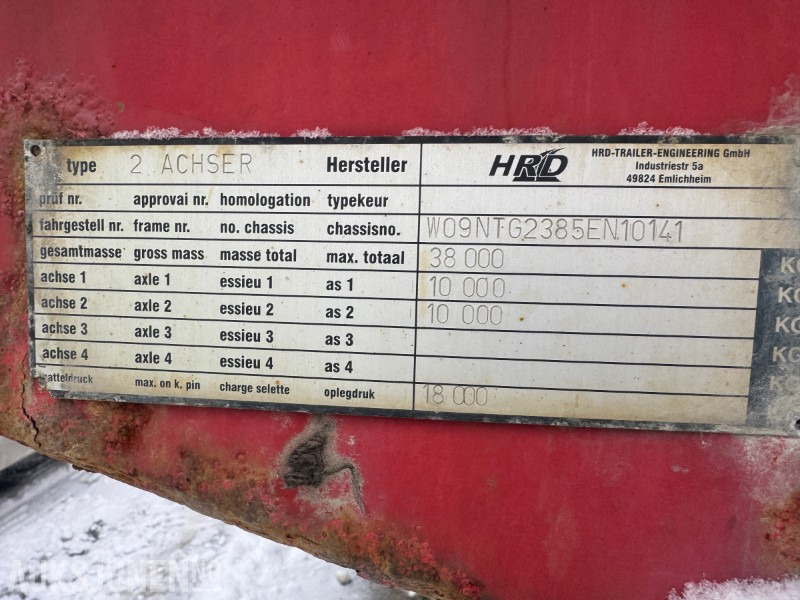 type 2 ACHSER Hersteller HRD HRD-TRAILER-ENGINEERING GmbH
Industriestr 5a
49824 Emlichheim
prüf nr. approvai nr. homologation typekeur
fahrgestell nr. frame nr. no. chassis chassisno. W09NTG2385EN10141
gesamtmasse gross mass masse total max. totaal 38 000
achse 1 axle 1 essieu 1 as 1 10 000
achse 2 axle 2 essieu 2 as 2 10 000
achse 3 axle 3 essieu 3 as 3
achse 4 axle 4 essieu 4 as 4 KG
max. on k. pin charge selette oplegdruk 18 000